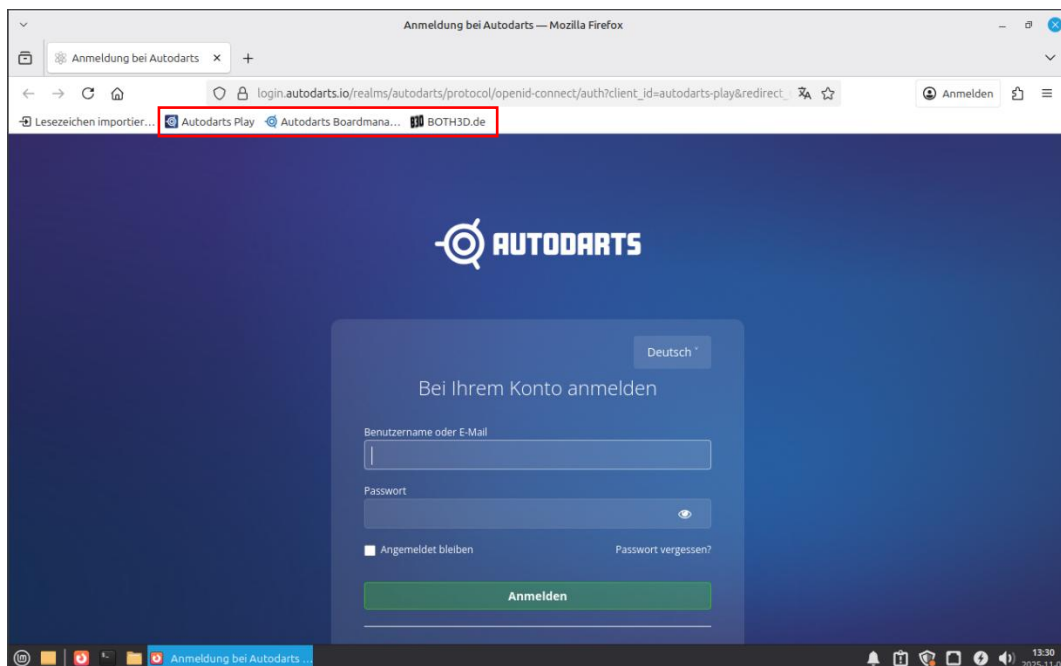 Anmeldung bei Autodarts — Mozilla Firefox
Anmeldung bei Autodarts
login.autodarts.io/realms/autodarts/protocol/openid-connect/auth?client_id=autodarts-play&redirect_
Anmelden
Lesezeichen importier... Autodarts Play Autodarts Boardmana... BOTH3D.de
AUTODARTS
Deutsch
Bei Ihrem Konto anmelden
Benutzername oder E-Mail
Passwort
Angemeldet bleiben Passwort vergessen?
Anmelden
Anmeldung bei Autodarts ...
13:30